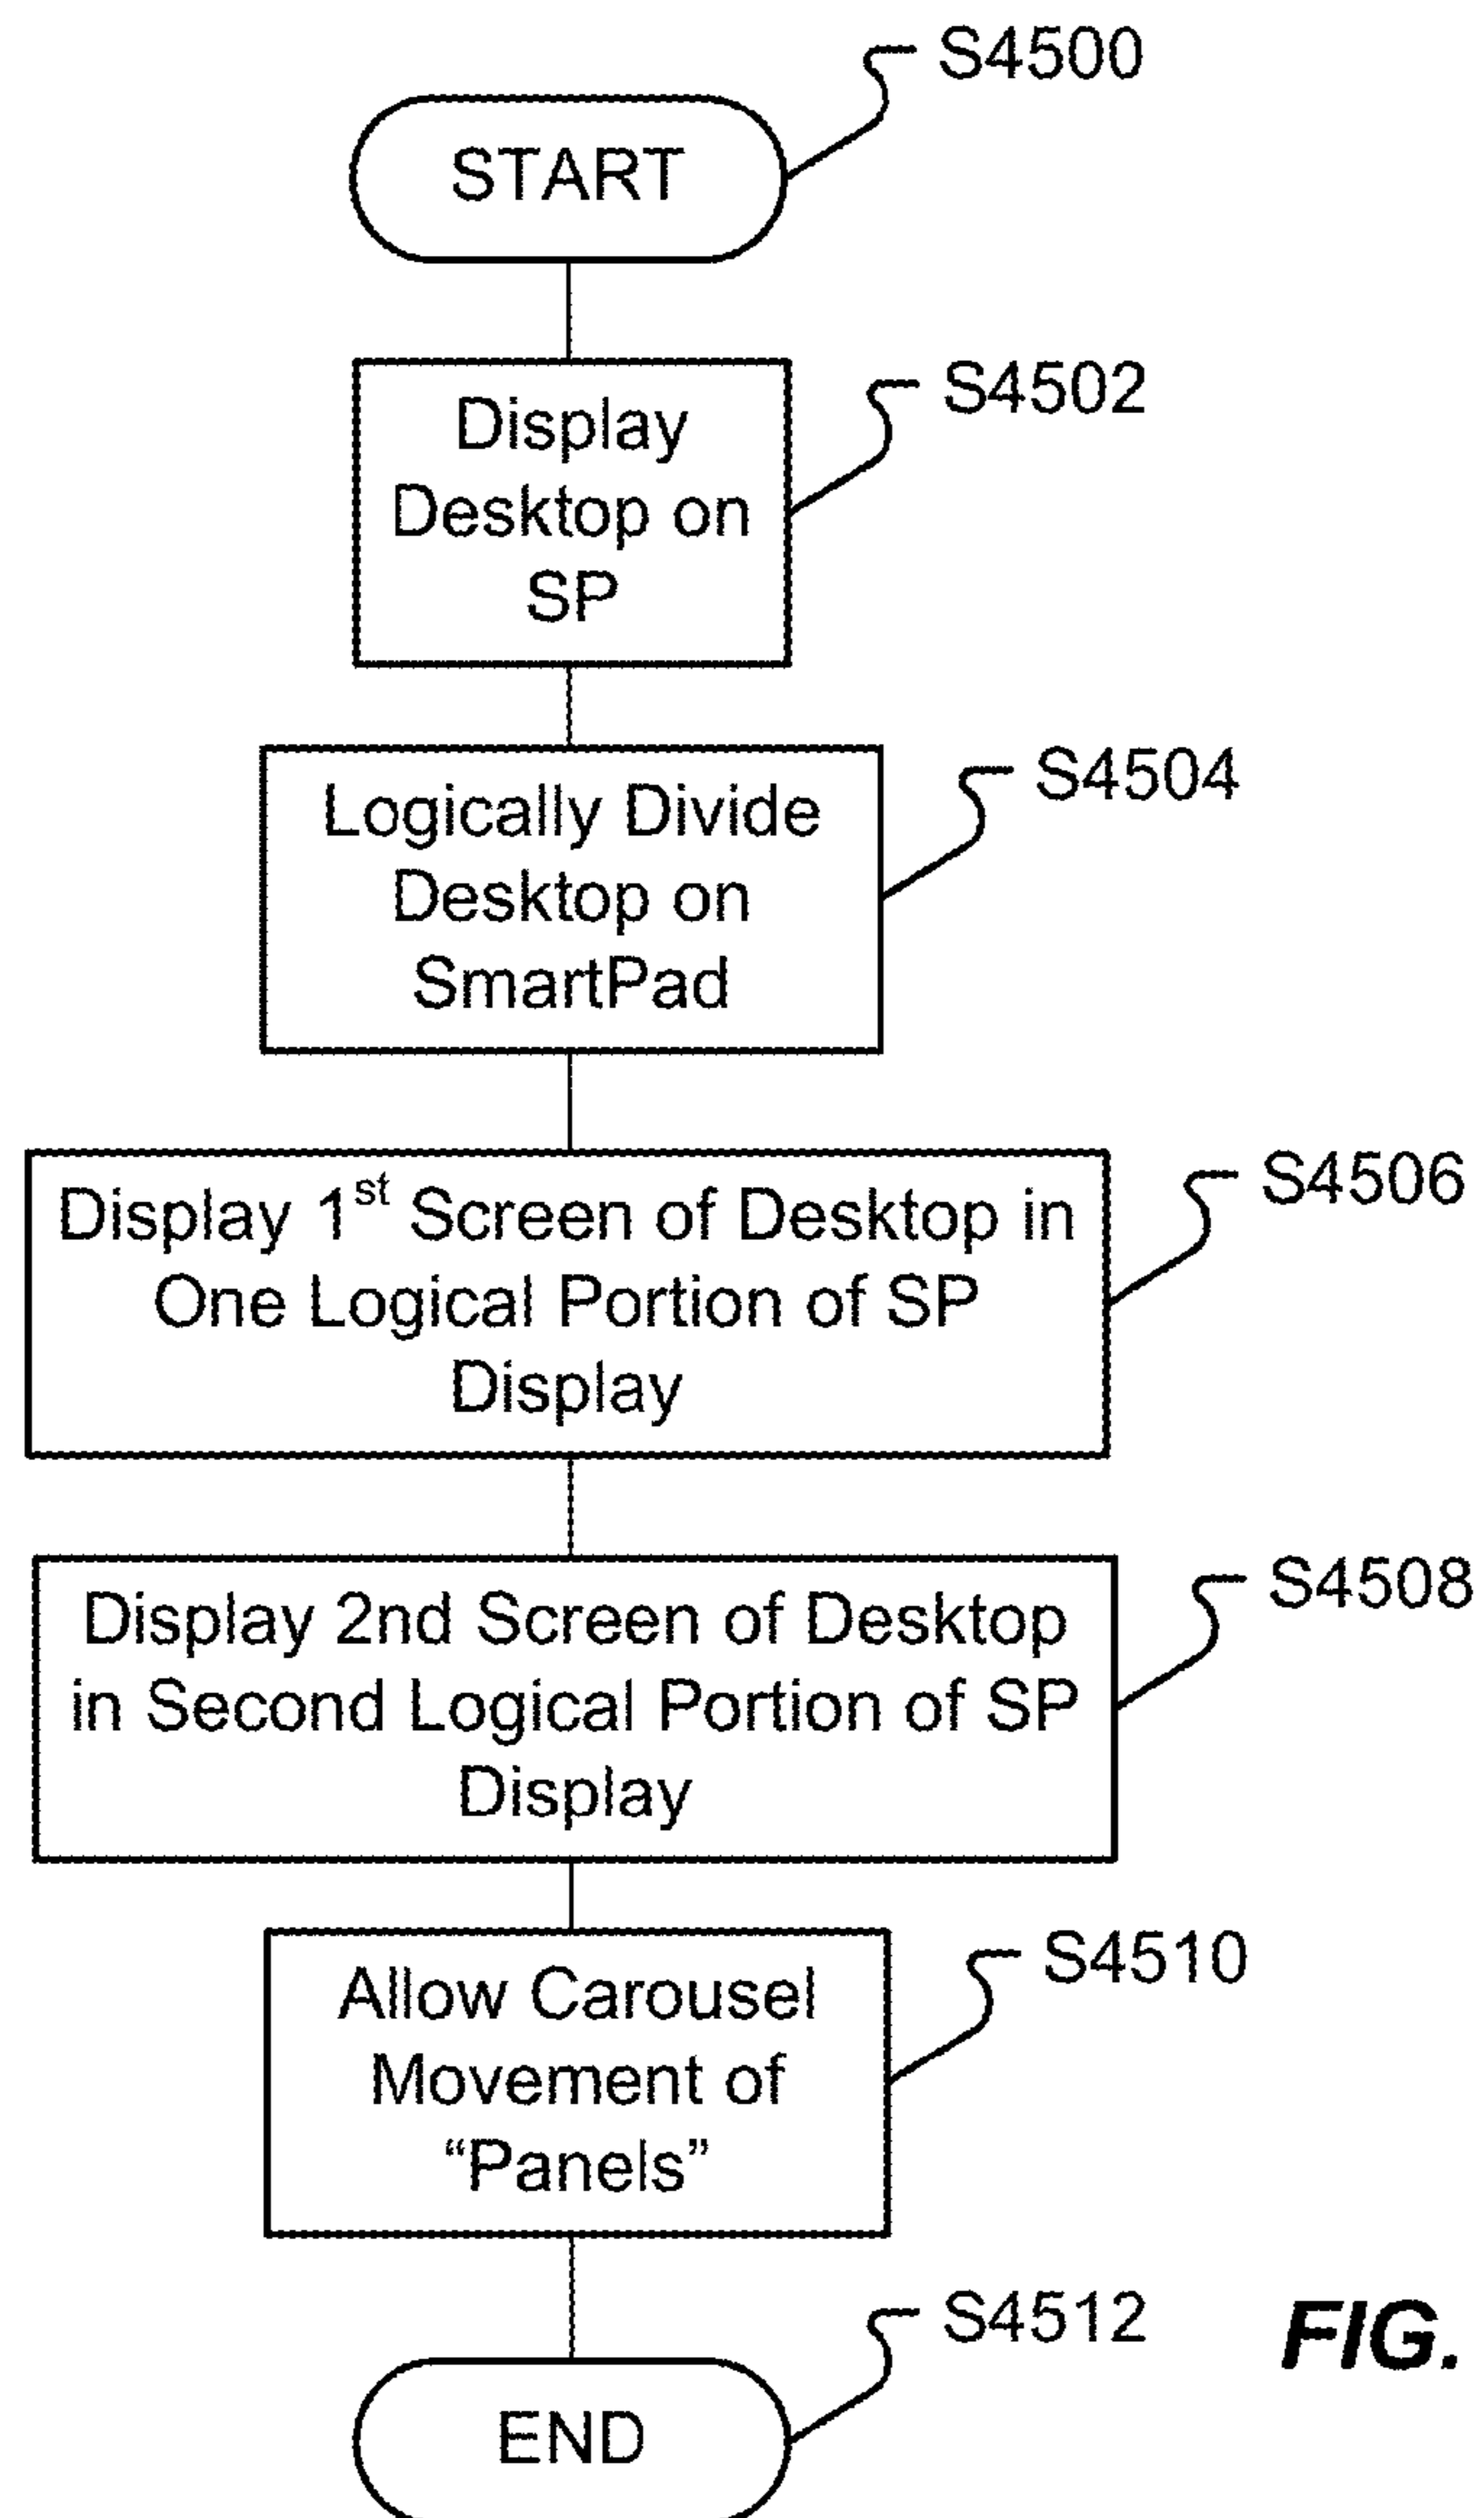 S4500
START
S4502
Display
Desktop on
SP
S4504
Logically Divide
Desktop on
SmartPad
S4506
Display 1st Screen of Desktop in
One Logical Portion of SP
Display
S4508
Display 2nd Screen of Desktop
in Second Logical Portion of SP
Display
S4510
Allow Carousel
Movement of
“Panels”
S4512
FIG.
END